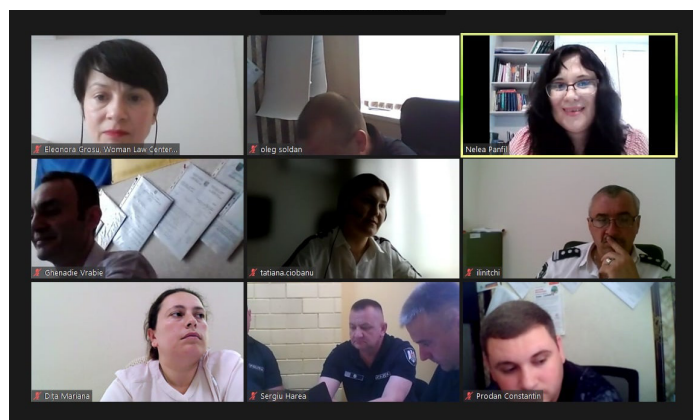 Eleonora Grosu, Woman Law Center...
oleg soldan
Nelea Panfil
Ghenadie Vrabie
tatiana.ciobanu
ilinitchi
Dita Mariana
Sergiu Harea
Prodan Constantin